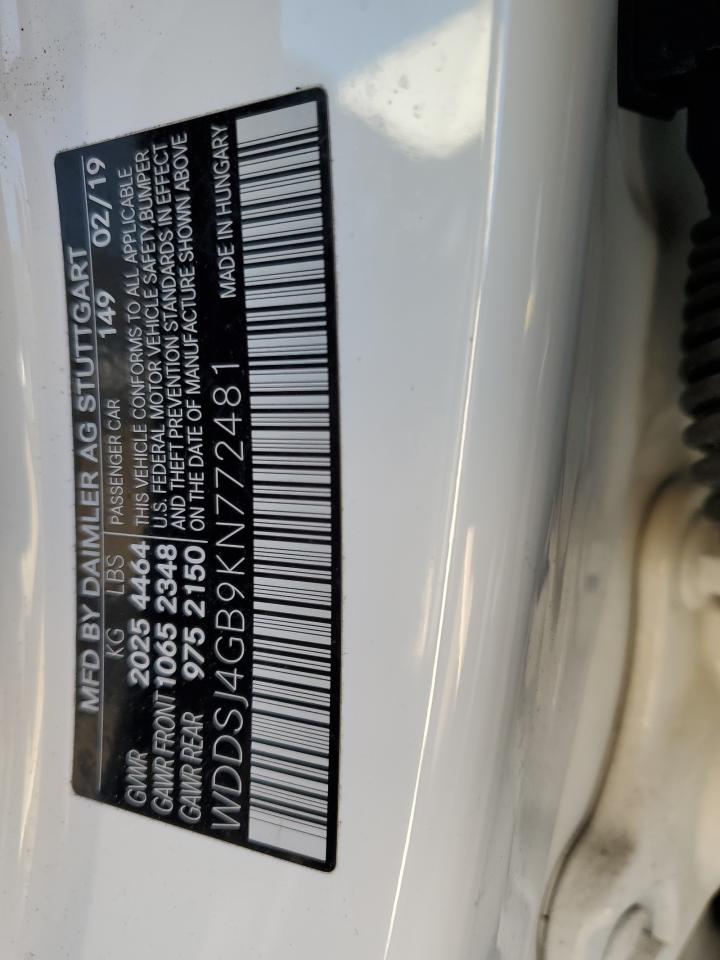 MFD BY DAIMLER AG STUTTGART
KG LBS PASSENGER CAR 149 02/19
GVWR 2025 4464 THIS VEHICLE CONFORMS TO ALL APPLICABLE
GAWR FRONT 1065 2348 U.S. FEDERAL MOTOR VEHICLE SAFETY, BUMPER
GAWR REAR 975 2150 AND THEFT PREVENTION STANDARDS IN EFFECT
ON THE DATE OF MANUFACTURE SHOWN ABOVE
WDDSJ4GB9KN772481 MADE IN HUNGARY